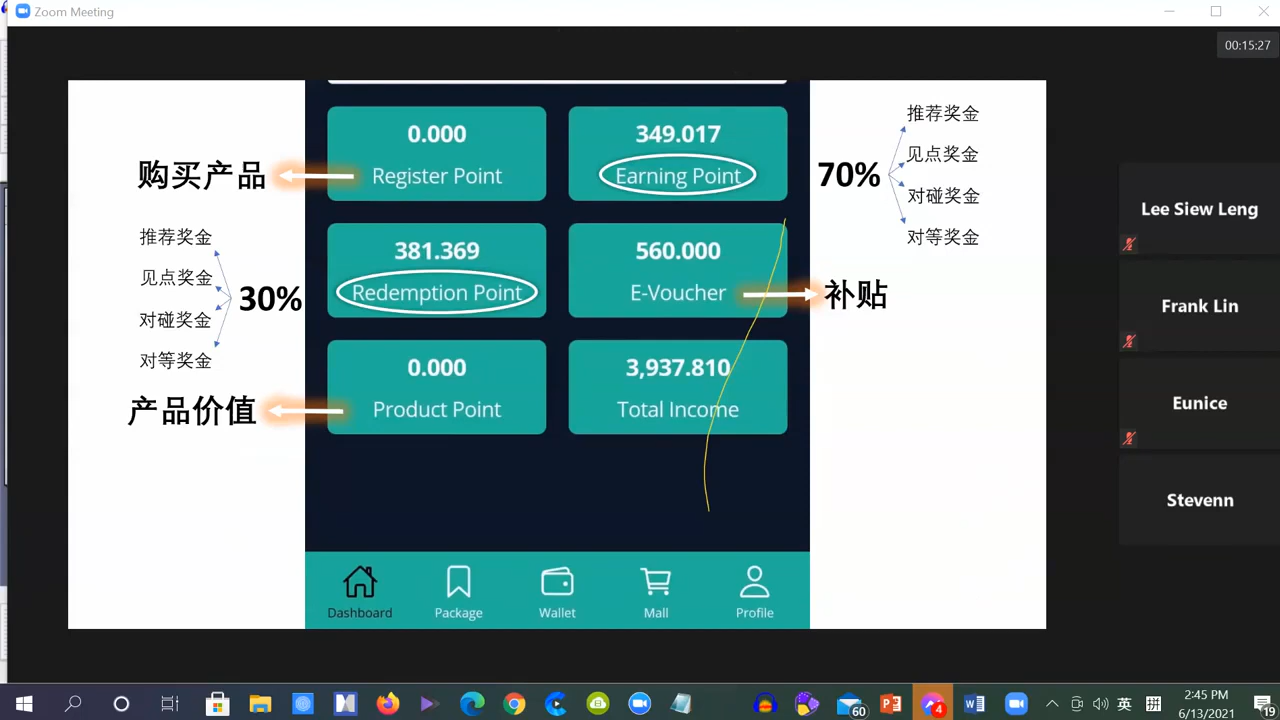 Zoom Meeting
00:15:27
0.000
Register Point
349.017
Earning Point
381.369
Redemption Point
560.000
E-Voucher
0.000
Product Point
3,937.810
Total Income
购买产品
推荐奖金
见点奖金
对碰奖金
对等奖金
30%
产品价值
70%
推荐奖金
见点奖金
对碰奖金
对等奖金
补贴
Dashboard
Package
Wallet
Mall
Profile
Lee Siew Leng
Frank Lin
Eunice
Stevenn
60
4
英
拼
2:45 PM
6/13/2021
19